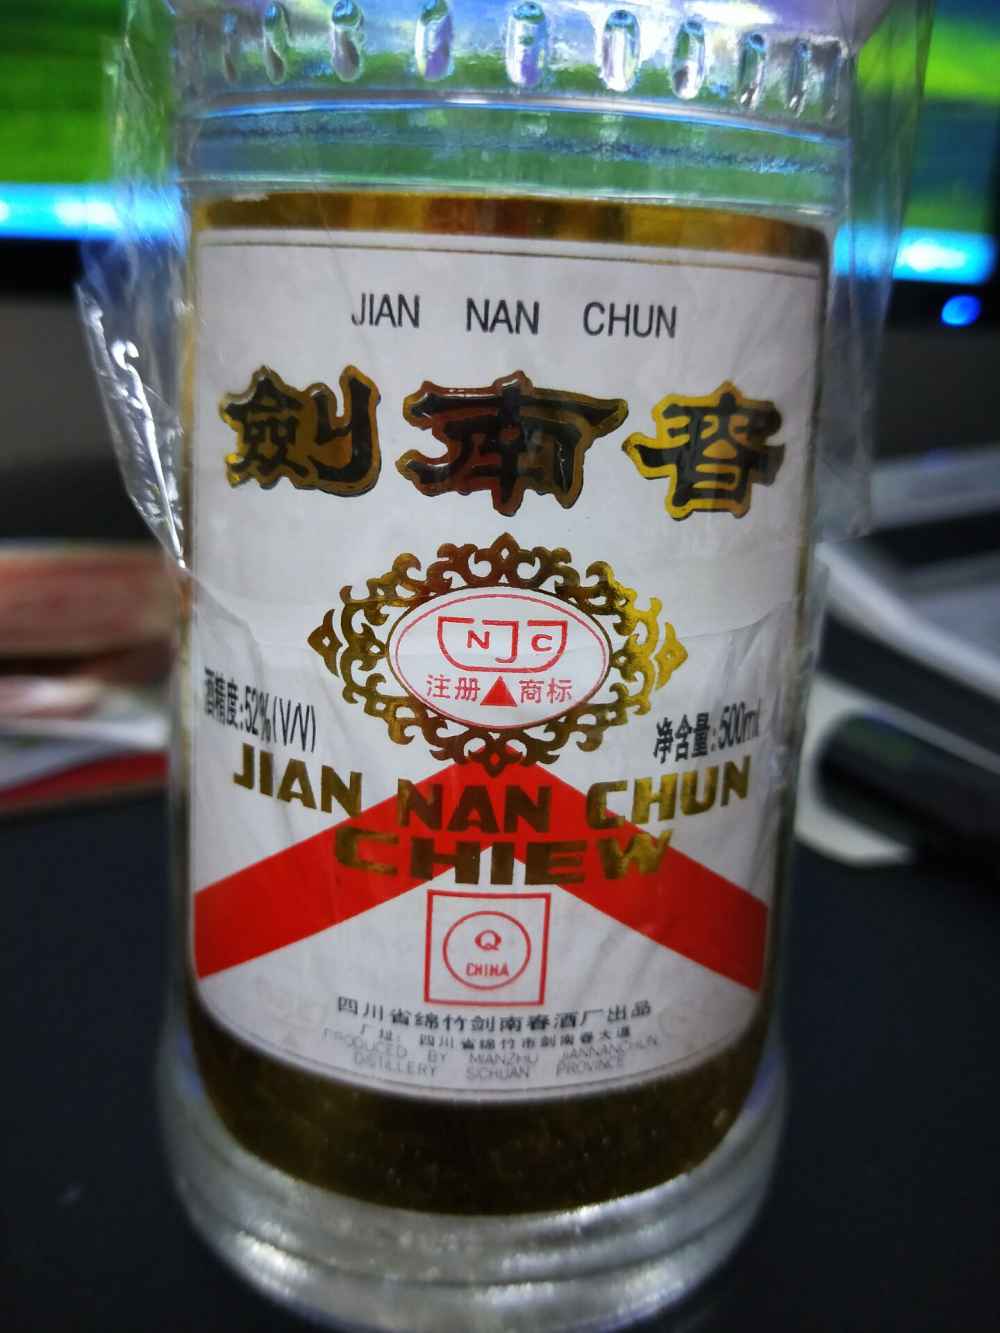 JIAN NAN CHUN
劍南春
NJC
注册 商标
酒精度:52%(V/V)
净含量:500ml
JIAN NAN CHUN
CHIEW
Q
CHINA
四川省绵竹剑南春酒厂出品
厂址: 四川省绵竹市剑南春大道
PRODUCED BY MIANZHU JIANNANCHUN
DISTILLERY SICHUAN PROVINCE